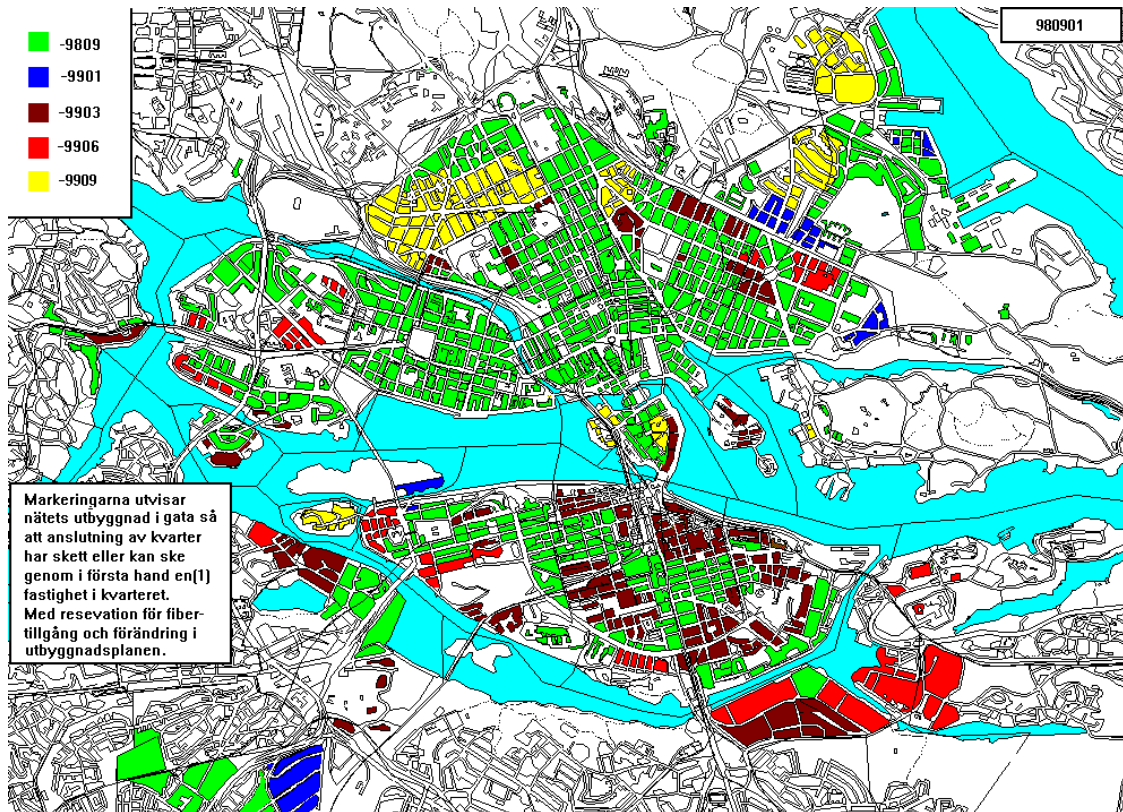 -9809
-9901
-9903
-9906
-9909
980901
Markeringarna utvisar
nätets utbyggnad i gata så
att anslutning av kvarter
har skett eller kan ske
genom i första hand en(1)
fastighet i kvarteret.
Med resevation för fiber-
tillgång och förändring i
utbyggnadsplanen.